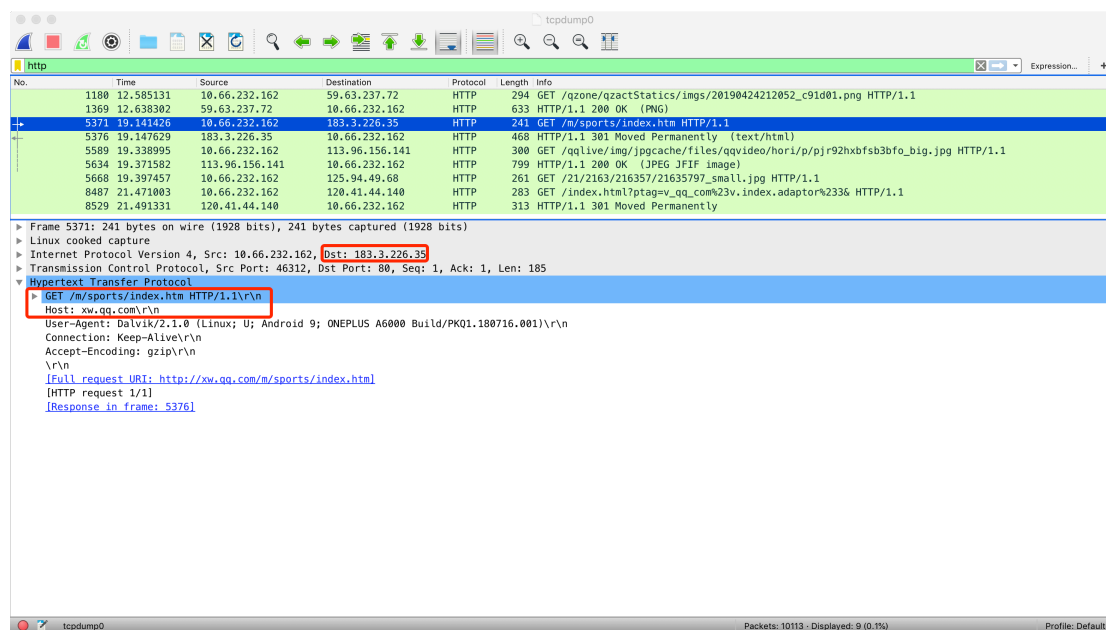 tcpdump0
http
Expression... +
No. Time Source Destination Protocol Length Info
1180 12.585131 10.66.232.162 59.63.237.72 HTTP 294 GET /qzone/qzactStatics/imgs/20190424212052_c91d01.png HTTP/1.1
1369 12.638302 59.63.237.72 10.66.232.162 HTTP 633 HTTP/1.1 200 OK (PNG)
5371 19.141426 10.66.232.162 183.3.226.35 HTTP 241 GET /m/sports/index.htm HTTP/1.1
5376 19.147629 183.3.226.35 10.66.232.162 HTTP 468 HTTP/1.1 301 Moved Permanently (text/html)
5589 19.338995 10.66.232.162 113.96.156.141 HTTP 300 GET /qqlive/img/jpgcache/files/qqvideo/hori/p/pjr92hxbfsb3bfo_big.jpg HTTP/1.1
5634 19.371582 113.96.156.141 10.66.232.162 HTTP 799 HTTP/1.1 200 OK (JPEG JFIF image)
5668 19.397457 10.66.232.162 125.94.49.68 HTTP 261 GET /21/2163/216357/21635797_small.jpg HTTP/1.1
8487 21.471003 10.66.232.162 120.41.44.140 HTTP 283 GET /index.html?ptag=v_qq_com%23v.index.adaptor%233& HTTP/1.1
8529 21.491331 120.41.44.140 10.66.232.162 HTTP 313 HTTP/1.1 301 Moved Permanently
Frame 5371: 241 bytes on wire (1928 bits), 241 bytes captured (1928 bits)
Linux cooked capture
Internet Protocol Version 4, Src: 10.66.232.162, Dst: 183.3.226.35
Transmission Control Protocol, Src Port: 46312, Dst Port: 80, Seq: 1, Ack: 1, Len: 185
Hypertext Transfer Protocol
GET /m/sports/index.htm HTTP/1.1\r\n
Host: xw.qq.com\r\n
User-Agent: Dalvik/2.1.0 (Linux; U; Android 9; ONEPLUS A6000 Build/PKQ1.180716.001)\r\n
Connection: Keep-Alive\r\n
Accept-Encoding: gzip\r\n
\r\n
[Full request URI: http://xw.qq.com/m/sports/index.htm]
[HTTP request 1/1]
[Response in frame: 5376]
tcpdump0 Packets: 10113 · Displayed: 9 (0.1%) Profile: Default